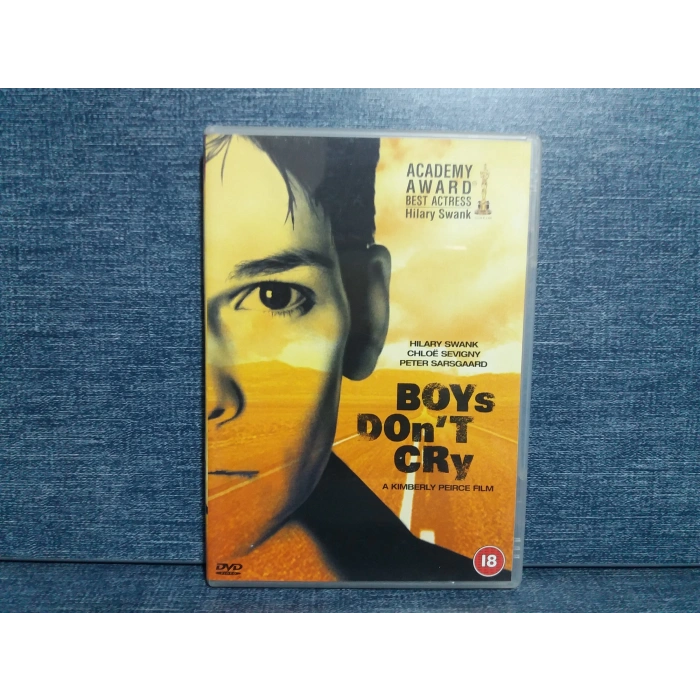 ACADEMY
AWARD
BEST ACTRESS
Hilary Swank
HILARY SWANK
CHLOË SEVIGNY
PETER SARSGAARD
BOYs
DOn'T
CRy
A KIMBERLY PEIRCE FILM
DVD
18